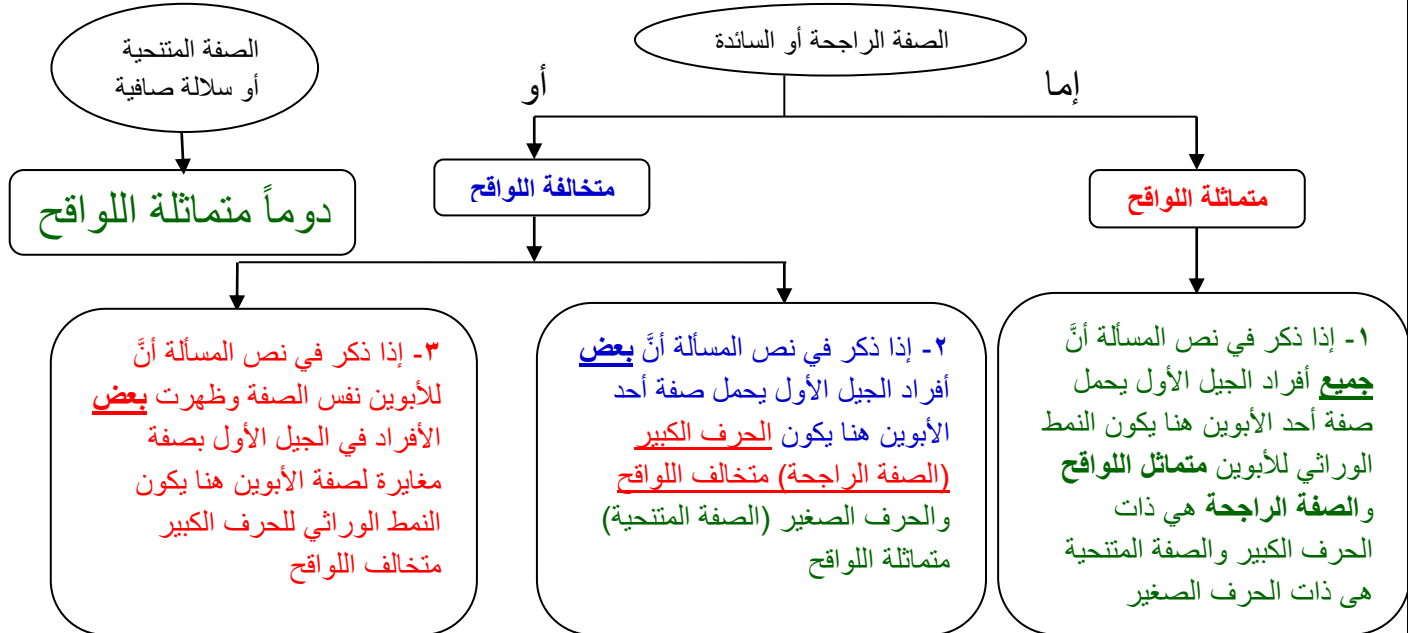 الصفة الراجحة أو السائدة
الصفة المتنحية
أو سلالة صافية
إما
أو
متماثلة اللواقح
متخالفة اللواقح
دوماً متماثلة اللواقح
١- إذا ذكر في نص المسألة أنَّ
جميع أفراد الجيل الأول يحمل
صفة أحد الأبوين هنا يكون النمط
الوراثي للأبوين متماثل اللواقح
والصفة الراجحة هي ذات
الحرف الكبير والصفة المتنحية
هي ذات الحرف الصغير
٢- إذا ذكر في نص المسألة أنَّ بعض
أفراد الجيل الأول يحمل صفة أحد
الأبوين هنا يكون الحرف الكبير
(الصفة الراجحة) متخالف اللواقح
والحرف الصغير (الصفة المتنحية)
متماثلة اللواقح
٣- إذا ذكر في نص المسألة أنَّ
للأبوين نفس الصفة وظهرت بعض
الأفراد في الجيل الأول بصفة
مغايرة لصفة الأبوين هنا يكون
النمط الوراثي للحرف الكبير
متخالف اللواقح